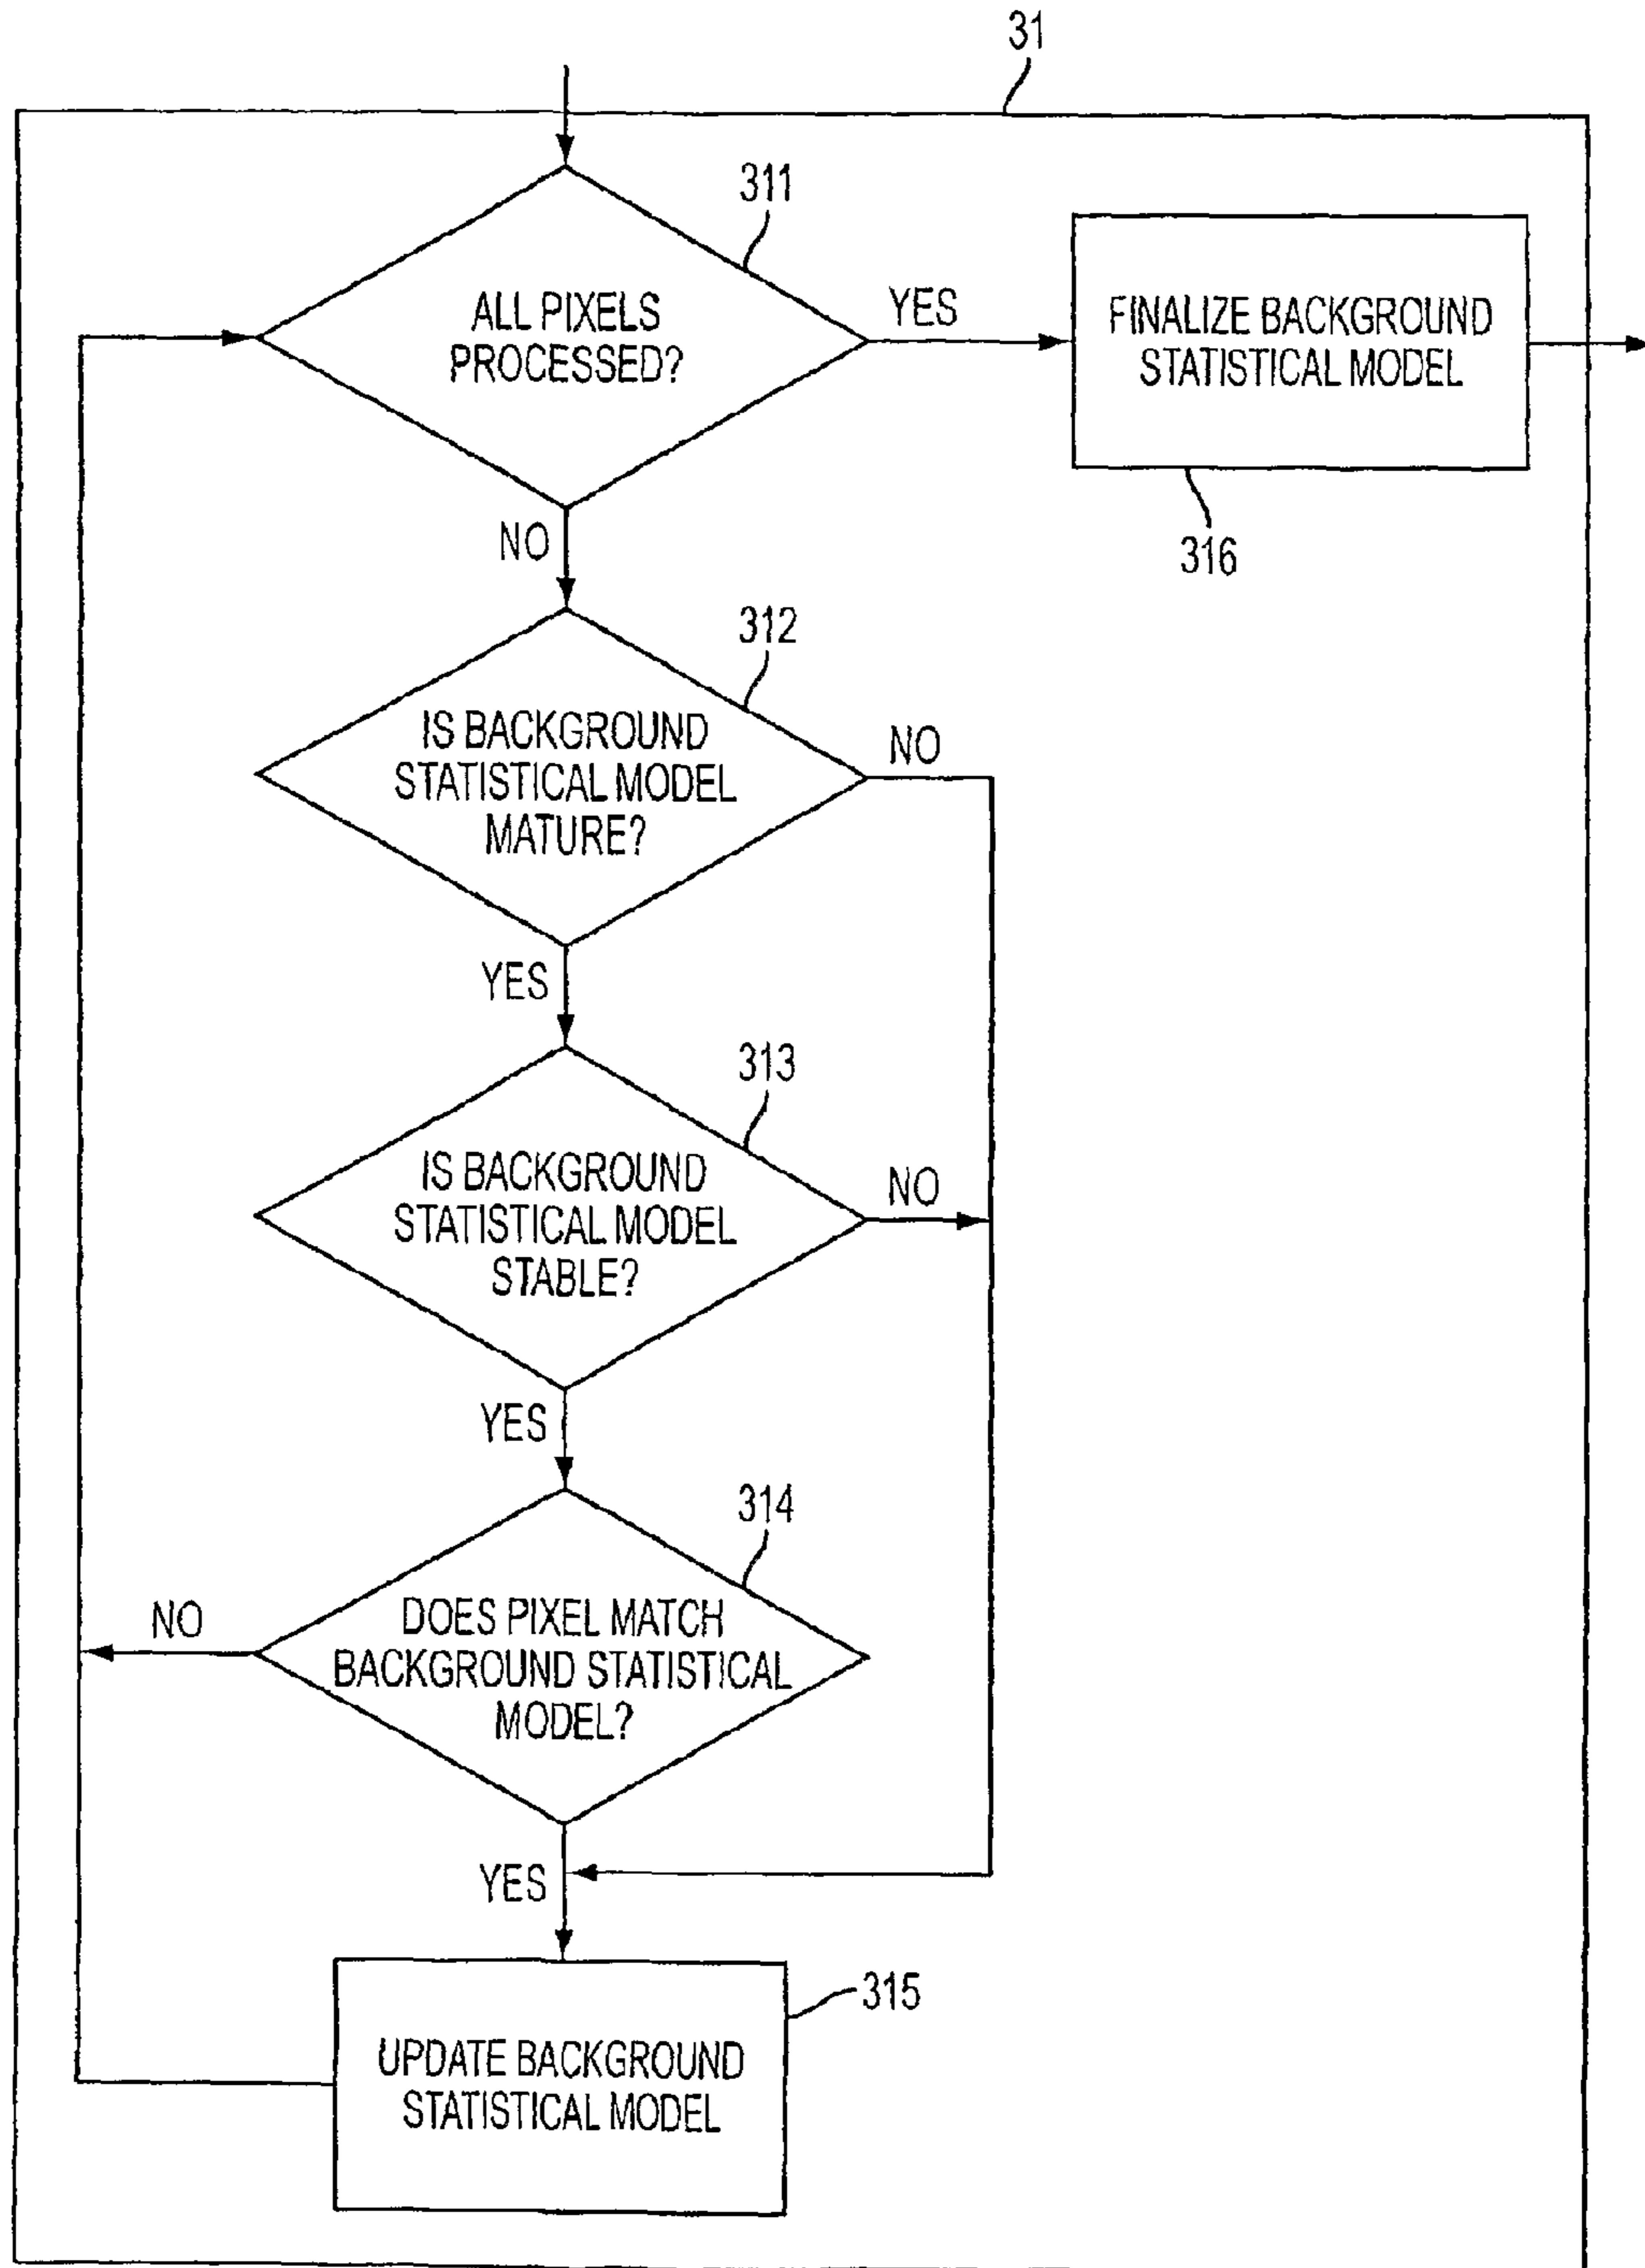 31
311
ALL PIXELS
PROCESSED?
YES
FINALIZE BACKGROUND
STATISTICAL MODEL
316
NO
312
IS BACKGROUND
STATISTICAL MODEL
MATURE?
NO
YES
313
IS BACKGROUND
STATISTICAL MODEL
STABLE?
NO
YES
314
DOES PIXEL MATCH
BACKGROUND STATISTICAL
MODEL?
NO
YES
315
UPDATE BACKGROUND
STATISTICAL MODEL